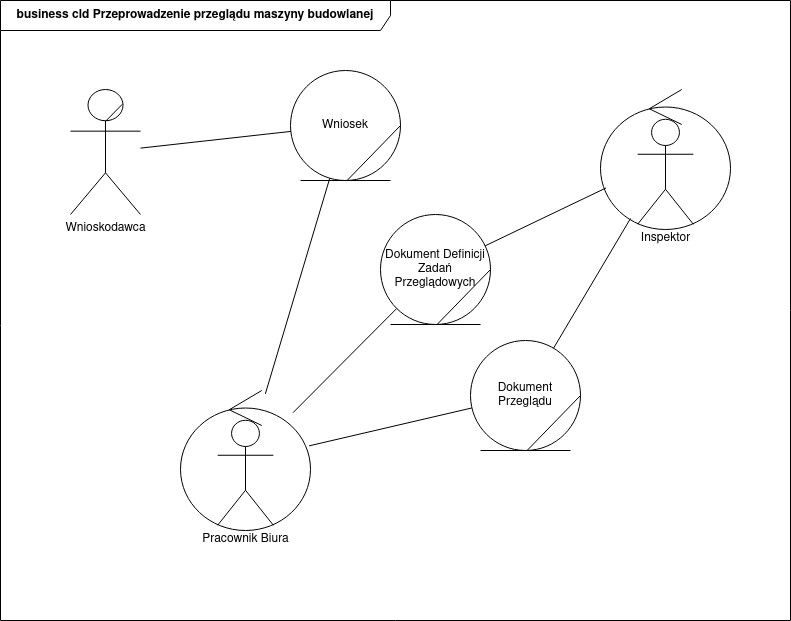 business cld Przeprowadzenie przeglądu maszyny budowlanej
Wniosek
Wnioskodawca
Inspektor
Dokument Definicji
Zadań
Przeglądowych
Dokument
Przeglądu
Pracownik Biura